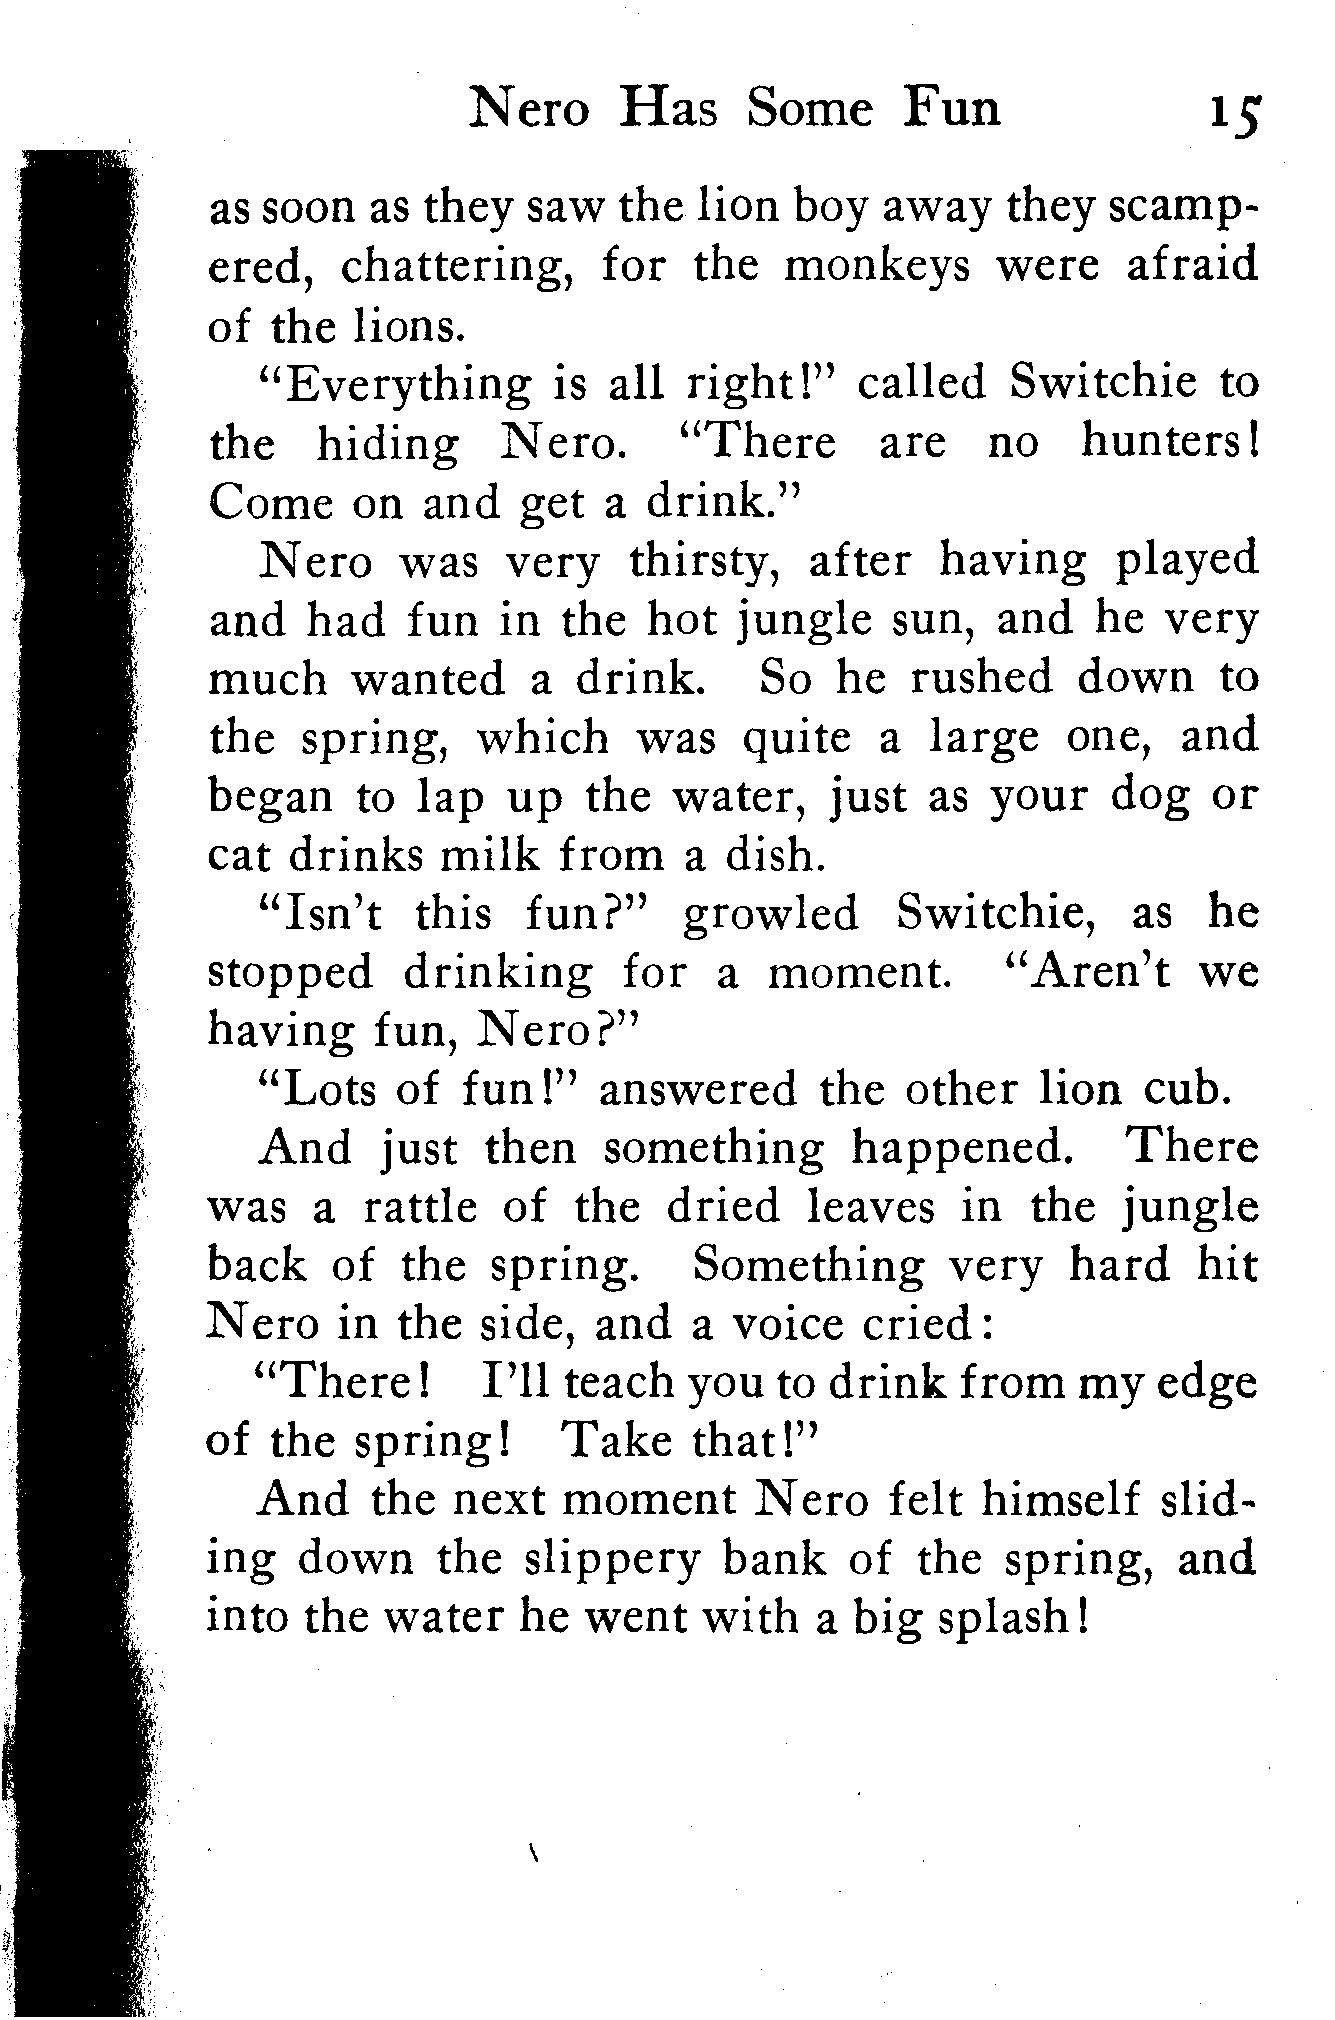 Nero Has Some Fun 15
as soon as they saw the lion boy away they scamp-
ered, chattering, for the monkeys were afraid
of the lions.
“Everything is all right!” called Switchie to
the hiding Nero. “There are no hunters!
Come on and get a drink.”
Nero was very thirsty, after having played
and had fun in the hot jungle sun, and he very
much wanted a drink. So he rushed down to
the spring, which was quite a large one, and
began to lap up the water, just as your dog or
cat drinks milk from a dish.
“Isn’t this fun?” growled Switchie, as he
stopped drinking for a moment. “Aren’t we
having fun, Nero?”
“Lots of fun!” answered the other lion cub.
And just then something happened. There
was a rattle of the dried leaves in the jungle
back of the spring. Something very hard hit
Nero in the side, and a voice cried:
“There! I’ll teach you to drink from my edge
of the spring! Take that!”
And the next moment Nero felt himself slid-
ing down the slippery bank of the spring, and
into the water he went with a big splash!